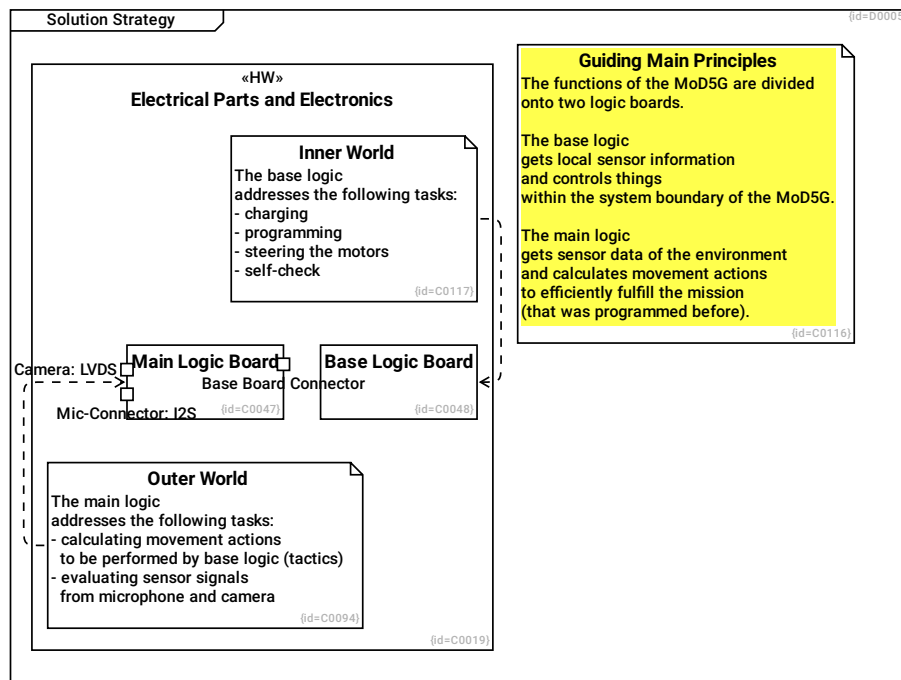 Solution Strategy
{id=D0005
«HW»
Electrical Parts and Electronics
Inner World
The base logic
addresses the following tasks:
- charging
- programming
- steering the motors
- self-check
{id=C0117}
Guiding Main Principles
The functions of the MoD5G are divided
onto two logic boards.
The base logic
gets local sensor information
and controls things
within the system boundary of the MoD5G.
The main logic
gets sensor data of the environment
and calculates movement actions
to efficiently fulfill the mission
(that was programmed before).
{id=C0116}
Camera: LVDS
Main Logic Board
Base Board Connector
Mic-Connector: I2S
{id=C0047}
Base Logic Board
{id=C0048}
Outer World
The main logic
addresses the following tasks:
- calculating movement actions
to be performed by base logic (tactics)
- evaluating sensor signals
from microphone and camera
{id=C0094}
{id=C0019}